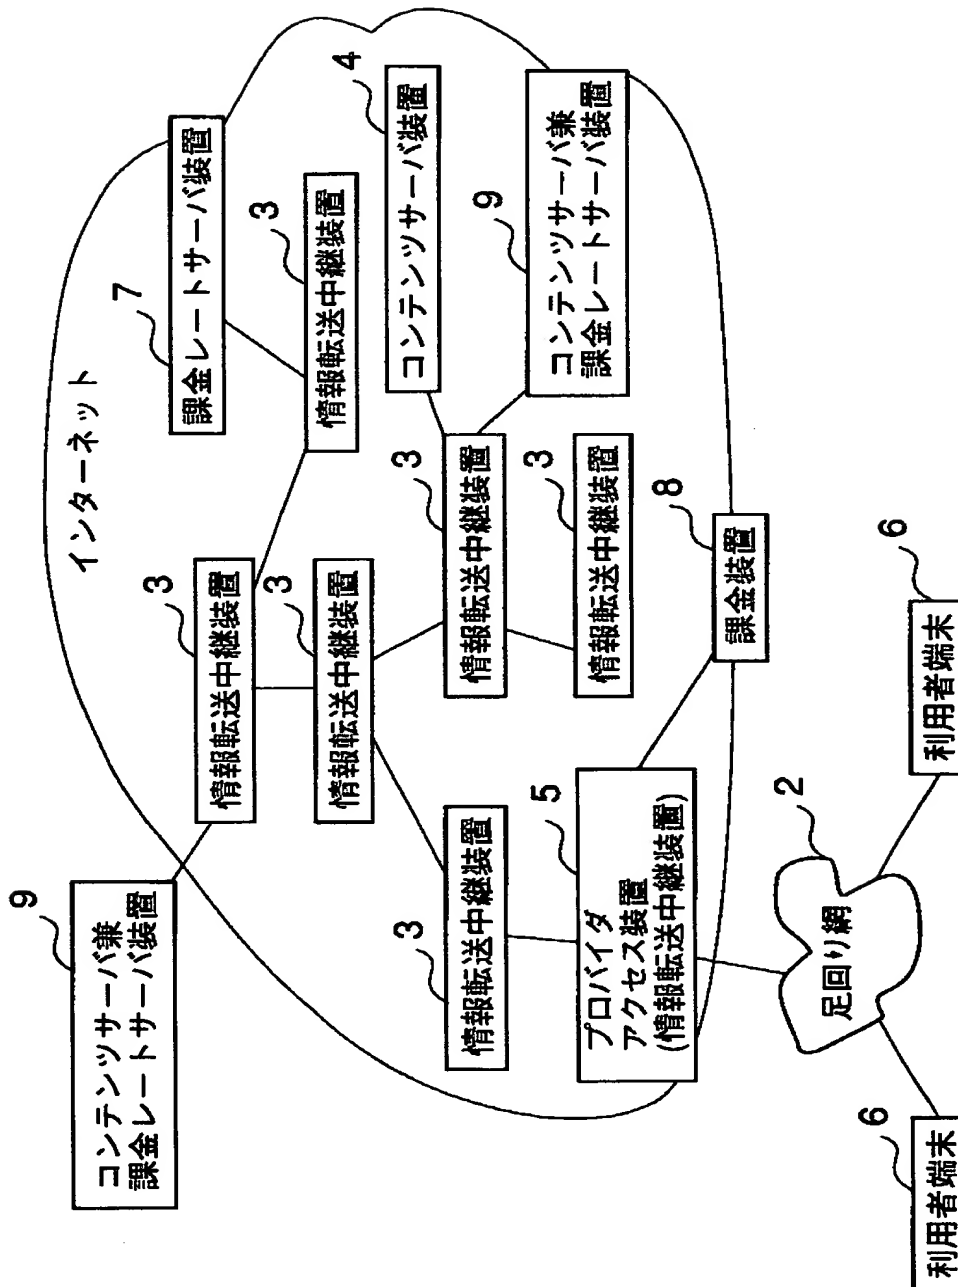 インターネット
9
コンテンツサーバ兼
課金レートサーバ装置
3
情報転送中継装置
7
課金レートサーバ装置
3
情報転送中継装置
3
情報転送中継装置
4
コンテンツサーバ装置
3
情報転送中継装置
3
情報転送中継装置
9
コンテンツサーバ兼
課金レートサーバ装置
3
情報転送中継装置
5
プロバイダ
アクセス装置
(情報転送中継装置)
8
課金装置
2
足回り網
6
利用者端末
6
利用者端末